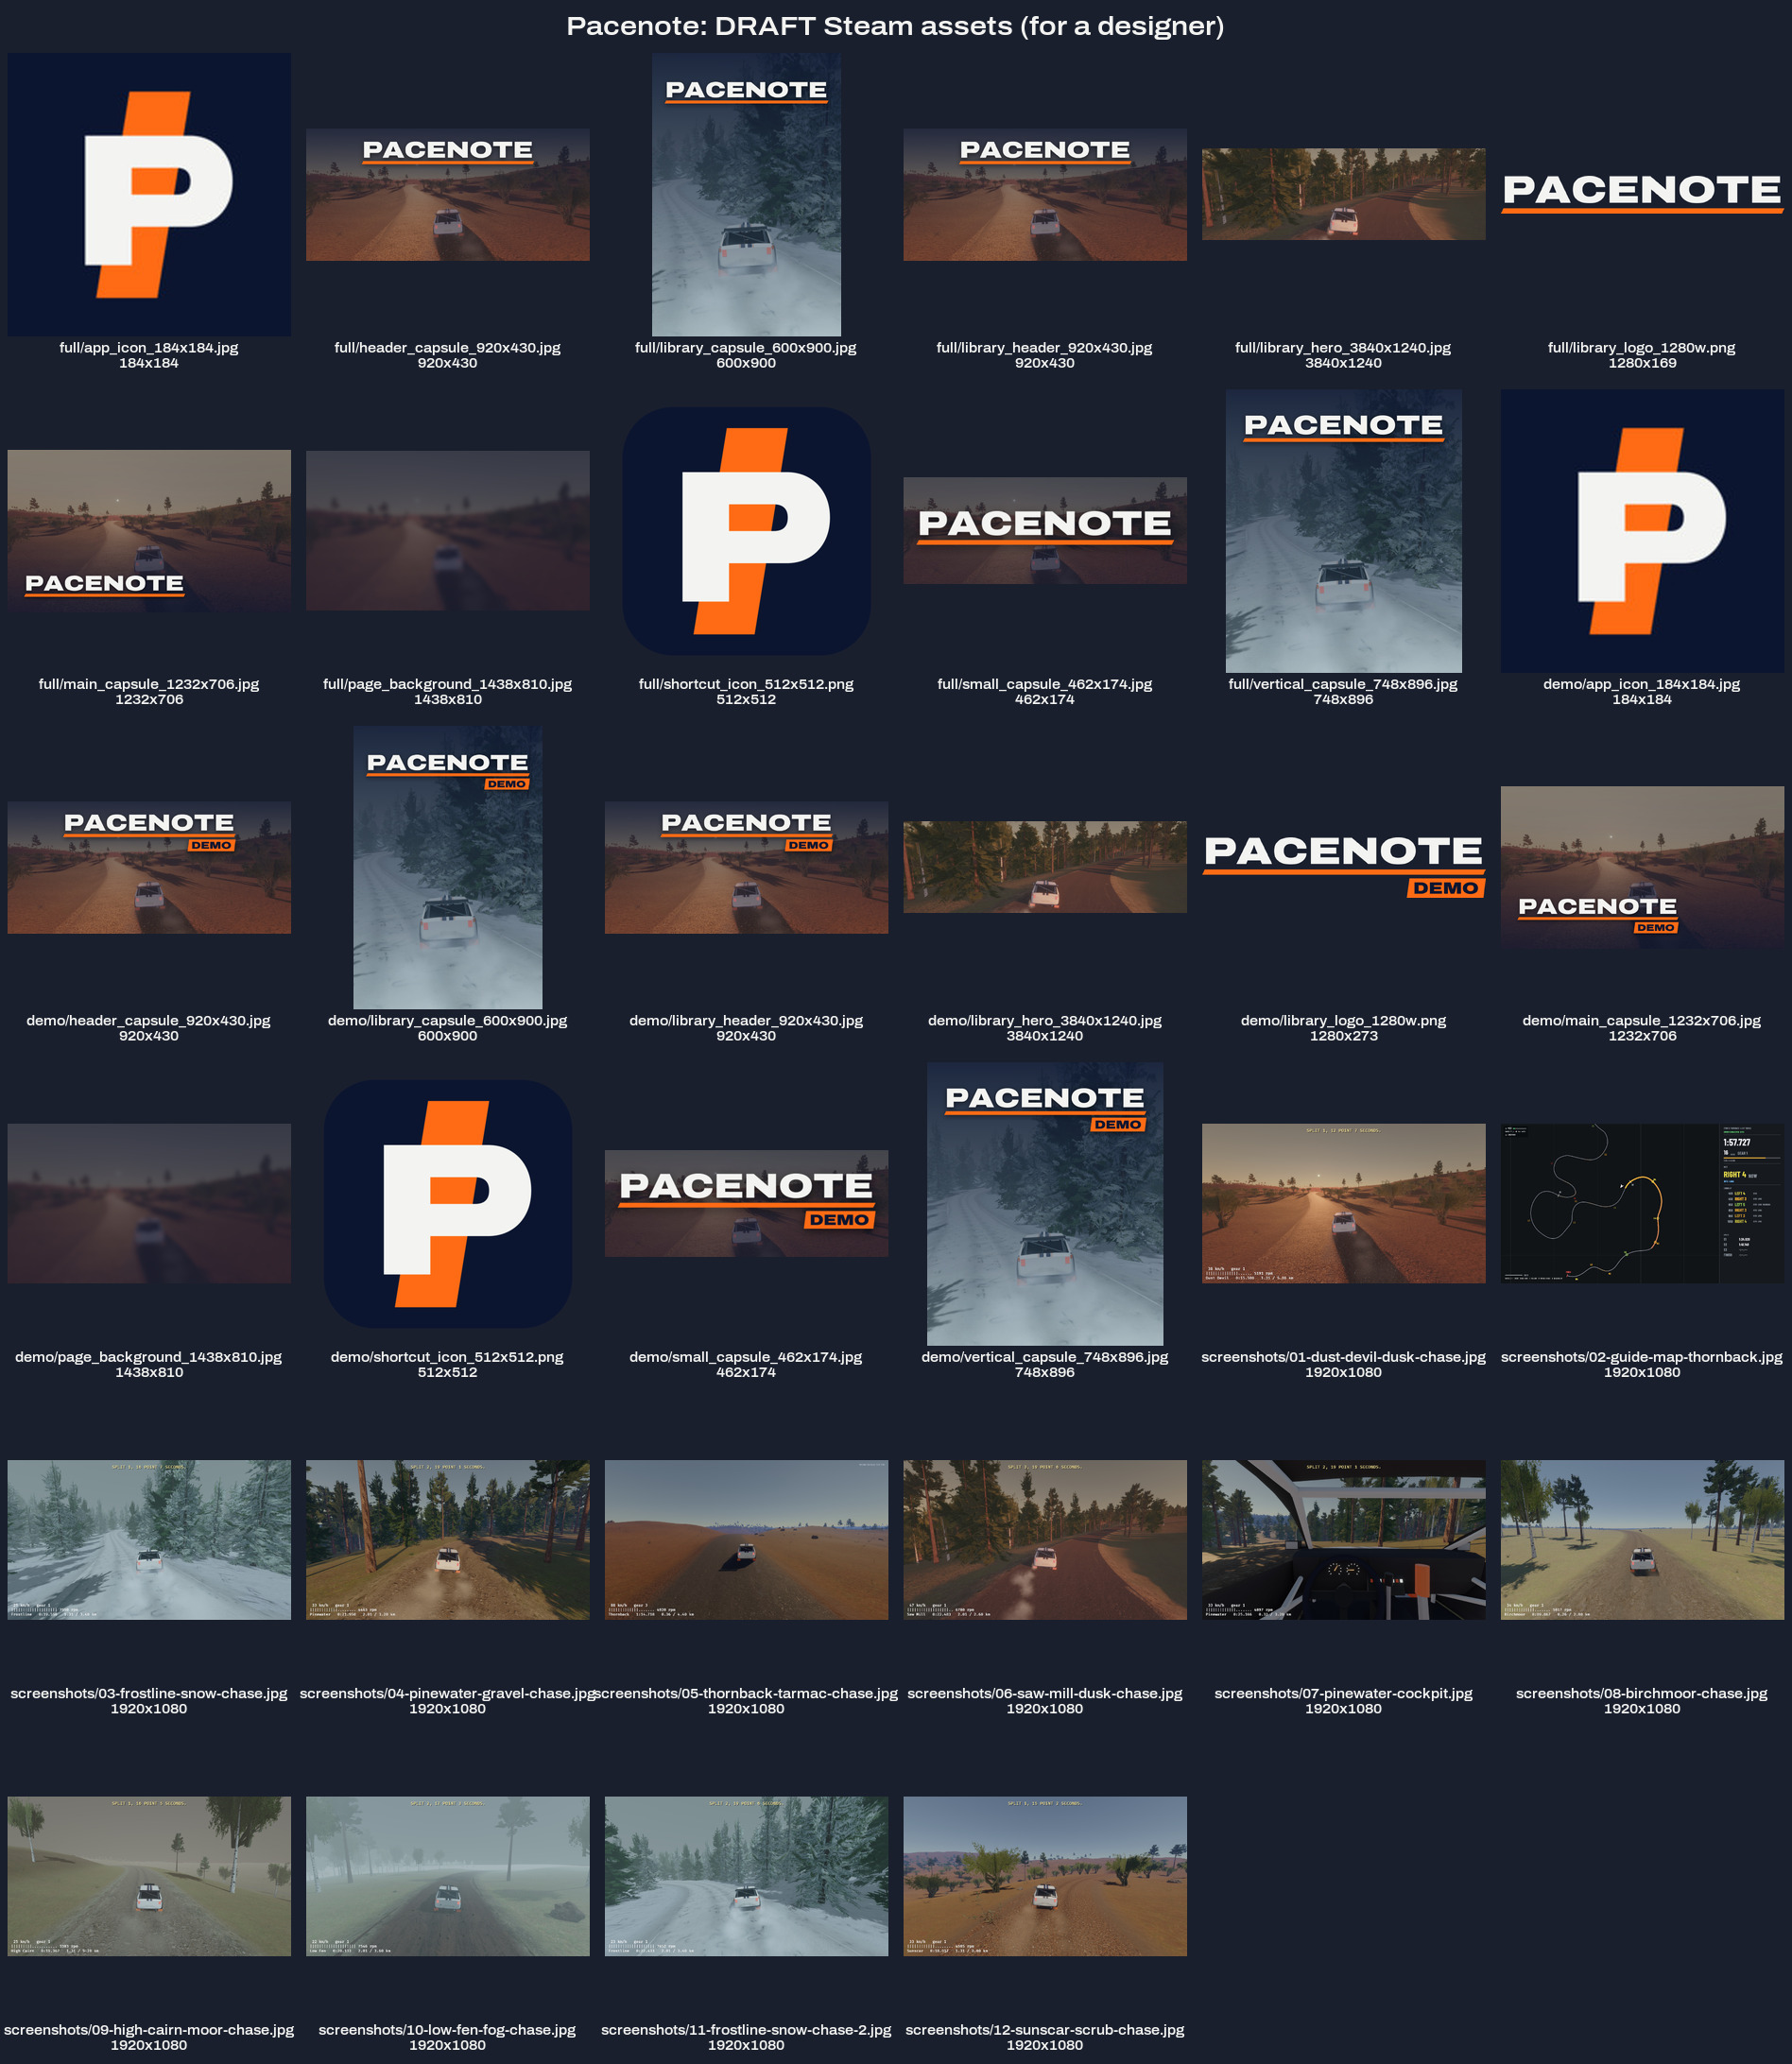 Pacenote: DRAFT Steam assets (for a designer)
P
PACENOTE
PACENOTE
PACENOTE
PACENOTE
full/app_icon_184x184.jpg
184x184
full/header_capsule_920x430.jpg
920x430
full/library_capsule_600x900.jpg
600x900
full/library_header_920x430.jpg
920x430
full/library_hero_3840x1240.jpg
3840x1240
full/library_logo_1280w.png
1280x169
PACENOTE
P
PACENOTE
PACENOTE
P
full/main_capsule_1232x706.jpg
1232x706
full/page_background_1438x810.jpg
1438x810
full/shortcut_icon_512x512.png
512x512
full/small_capsule_462x174.jpg
462x174
full/vertical_capsule_748x896.jpg
748x896
demo/app_icon_184x184.jpg
184x184
PACENOTE
DEMO
PACENOTE
DEMO
PACENOTE
DEMO
PACENOTE
DEMO
PACENOTE
DEMO
demo/header_capsule_920x430.jpg
920x430
demo/library_capsule_600x900.jpg
600x900
demo/library_header_920x430.jpg
920x430
demo/library_hero_3840x1240.jpg
3840x1240
demo/library_logo_1280w.png
1280x273
demo/main_capsule_1232x706.jpg
1232x706
P
PACENOTE
DEMO
PACENOTE
DEMO
1:57.727
RIGHT 4
demo/page_background_1438x810.jpg
1438x810
demo/shortcut_icon_512x512.png
512x512
demo/small_capsule_462x174.jpg
462x174
demo/vertical_capsule_748x896.jpg
748x896
screenshots/01-dust-devil-dusk-chase.jpg
1920x1080
screenshots/02-guide-map-thornback.jpg
1920x1080
screenshots/03-frostline-snow-chase.jpg
1920x1080
screenshots/04-pinewater-gravel-chase.jpg
1920x1080
screenshots/05-thornback-tarmac-chase.jpg
1920x1080
screenshots/06-saw-mill-dusk-chase.jpg
1920x1080
screenshots/07-pinewater-cockpit.jpg
1920x1080
screenshots/08-birchmoor-chase.jpg
1920x1080
screenshots/09-high-cairn-moor-chase.jpg
1920x1080
screenshots/10-low-fen-fog-chase.jpg
1920x1080
screenshots/11-frostline-snow-chase-2.jpg
1920x1080
screenshots/12-sunscar-scrub-chase.jpg
1920x1080